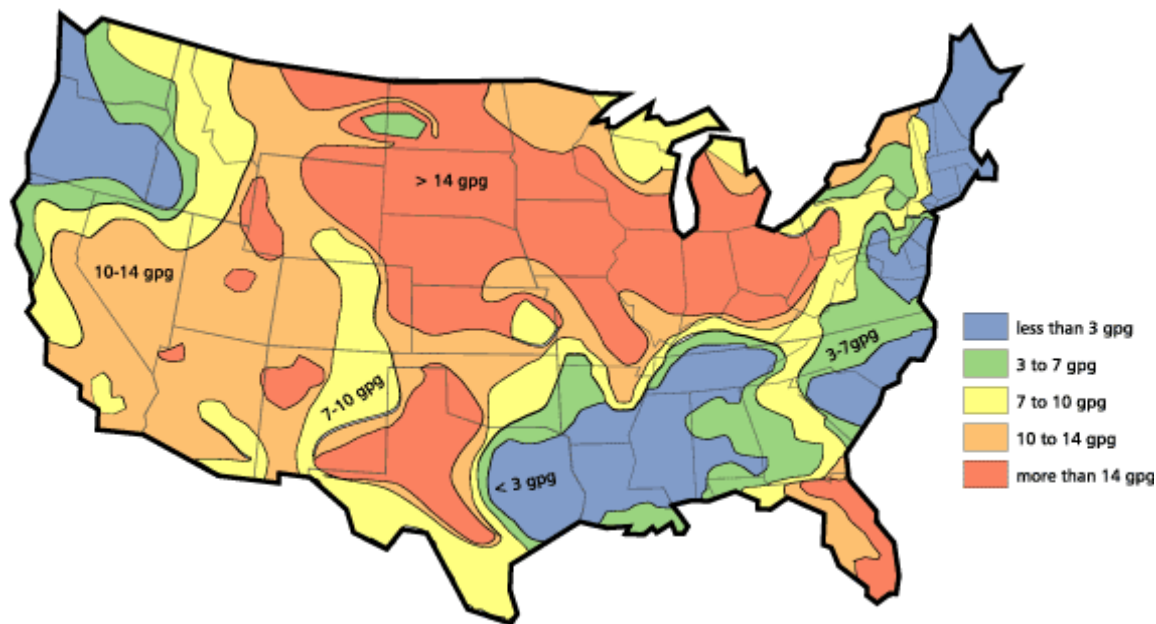 > 14 gpg
10-14 gpg
7-10 gpg
< 3 gpg
3-7gpg
less than 3 gpg
3 to 7 gpg
7 to 10 gpg
10 to 14 gpg
more than 14 gpg